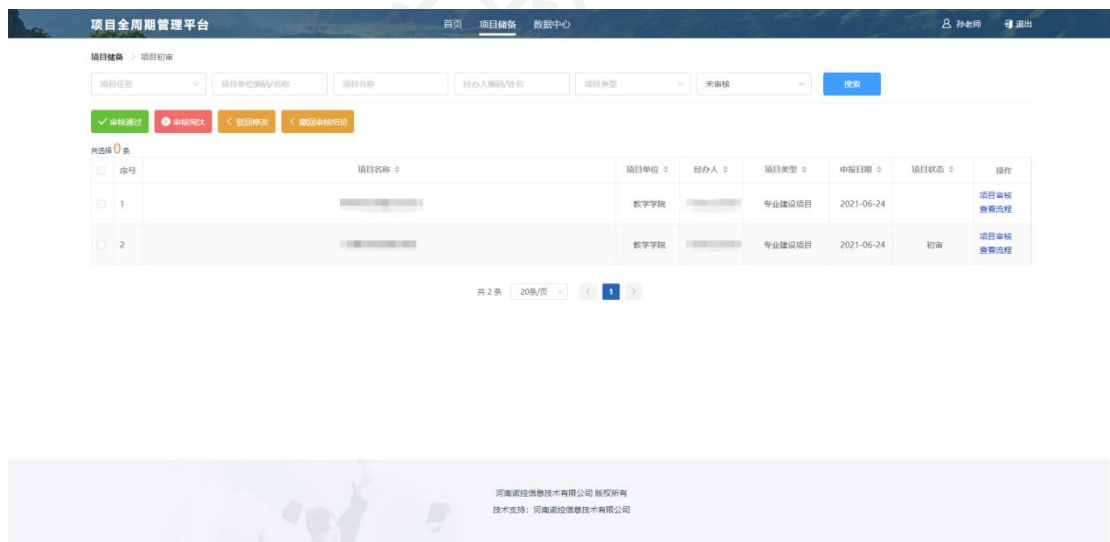 项目全周期管理平台 首页 项目储备 数据中心 孙老师 退出
项目储备 > 项目初审
项目任务 项目单位编码/名称 项目名称 经办人编码/姓名 项目类型 未审核 搜索
审核通过 审核淘汰 驳回修改 撤回审核结论
共选择 0 条
序号 项目名称 项目单位 经办人 项目类型 申报日期 项目状态 操作
1 教学学院 专业建设项目 2021-06-24 项目审核
查看流程
2 教学学院 专业建设项目 2021-06-24 初审 项目审核
查看流程
共 2 条 20条/页 < 1 >
河南诺控信息技术有限公司 版权所有
技术支持：河南诺控信息技术有限公司